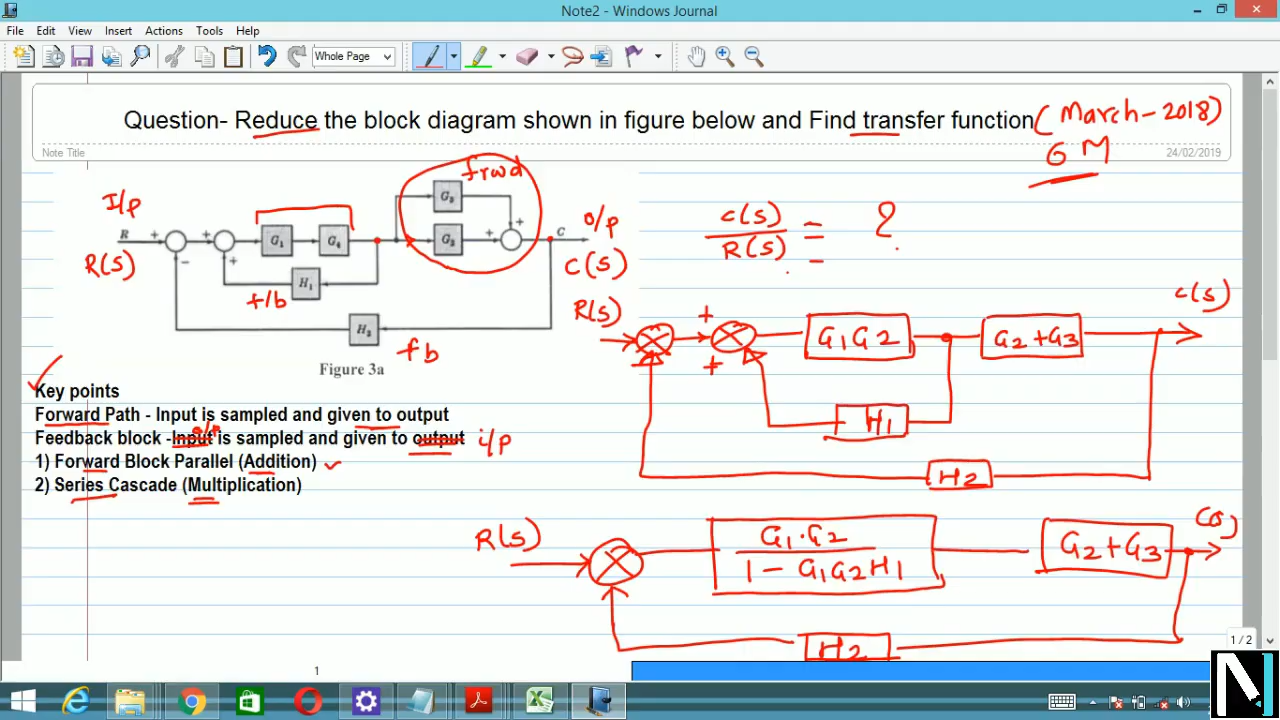 Note2 - Windows Journal
File Edit View Insert Actions Tools Help
Whole Page
Question- Reduce the block diagram shown in figure below and Find transfer function (March-2018)
6 M
Note Title
24/02/2019
frwd
I/p
R
R(S)
G₁
G₄
G₃
+
C
O/P
C(S)
H₁
+/b
H₂
fb
Figure 3a
C(S)
R(S)
= ?
R(S)
+
+
G1G2
G2+G3
C(S)
H1
H2
Key points
Forward Path - Input is sampled and given to output
Feedback block -Input o/p is sampled and given to output i/p
1) Forward Block Parallel (Addition)
2) Series Cascade (Multiplication)
R(S)
G1.G2
1 - G1G2H1
G2+G3
H2
1
1 / 2
N